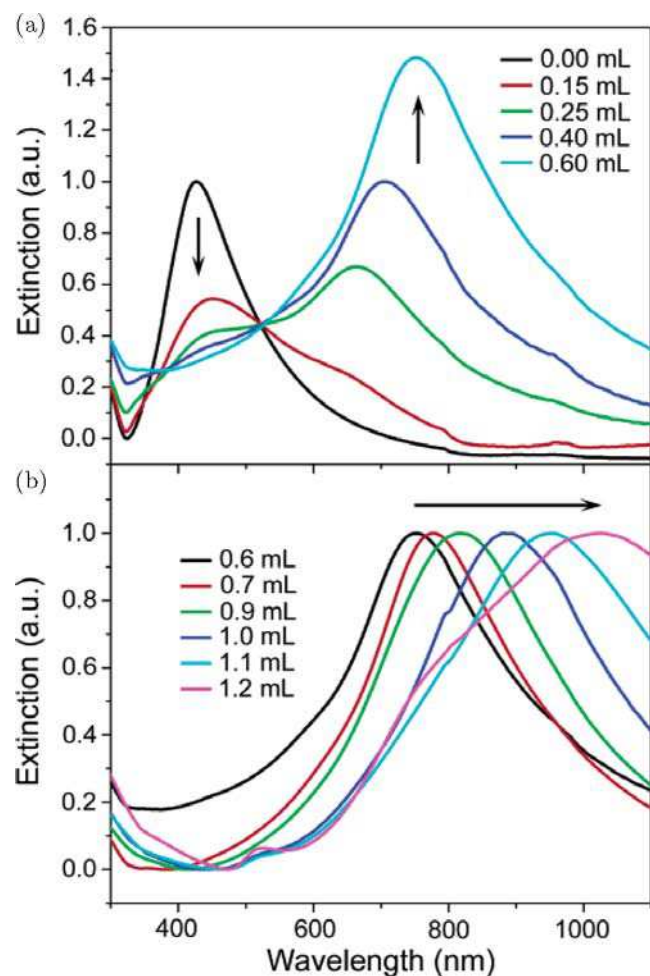 (a)
1.6
1.4
1.2
1.0
0.8
0.6
0.4
0.2
0.0
Extinction (a.u.)
0.00 mL
0.15 mL
0.25 mL
0.40 mL
0.60 mL
(b)
1.0
0.8
0.6
0.4
0.2
0.0
Extinction (a.u.)
0.6 mL
0.7 mL
0.9 mL
1.0 mL
1.1 mL
1.2 mL
400 600 800 1000
Wavelength (nm)